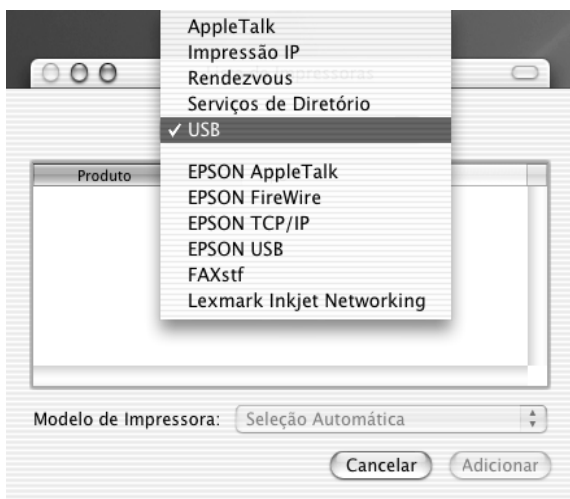 AppleTalk
Impressão IP
Rendezvous
Serviços de Diretório
✓ USB
EPSON AppleTalk
EPSON FireWire
EPSON TCP/IP
EPSON USB
FAXstf
Lexmark Inkjet Networking
Produto
Modelo de Impressora: Seleção Automática
Cancelar Adicionar